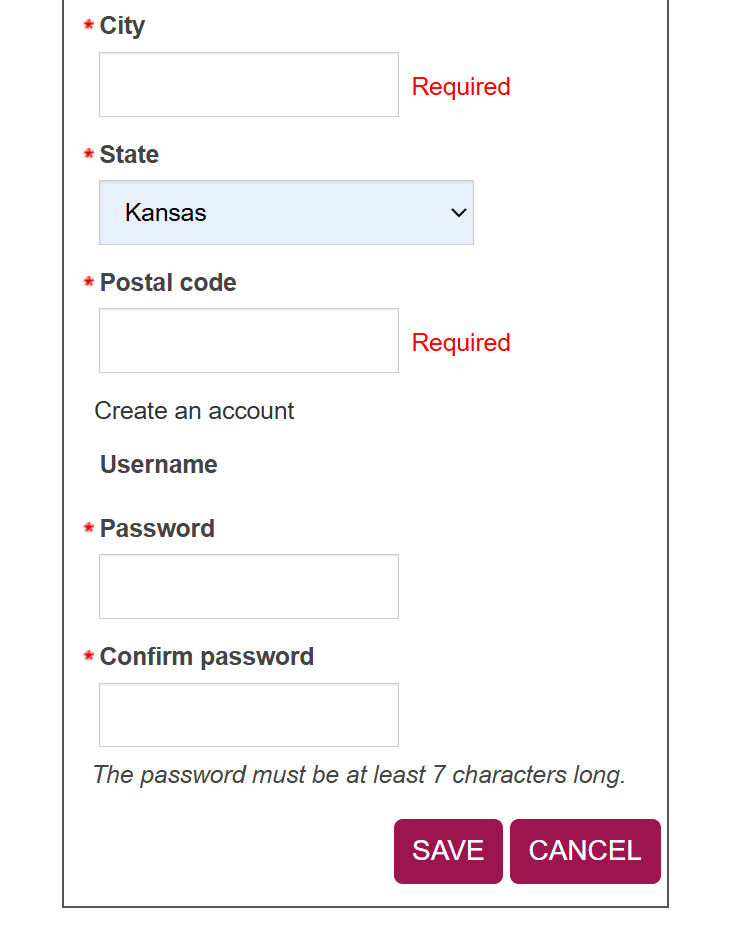 * City
Required
* State
Kansas
* Postal code
Required
Create an account
Username
* Password
* Confirm password
The password must be at least 7 characters long.
SAVE CANCEL